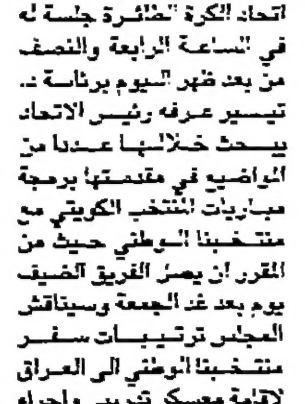 اتحاد الكرة الطائرة جلسة له
في الساعة الرابعة والنصف
من بعد ظهر اليوم برئاسة د.
تيسير عرفه رئيس الاتحاد
يبحث خلالها عددا من
المواضيع في مقدمتها برمجة
مباريات المنتخب الكويتي مع
منتخبنا الوطني حيث من
المقرر ان يصل الفريق الضيف
يوم بعد غد الجمعة وسيناقش
المجلس ترتيبات سفر
منتخبنا الوطني الى العراق
لاقامة معسكر تدريبي واجراء